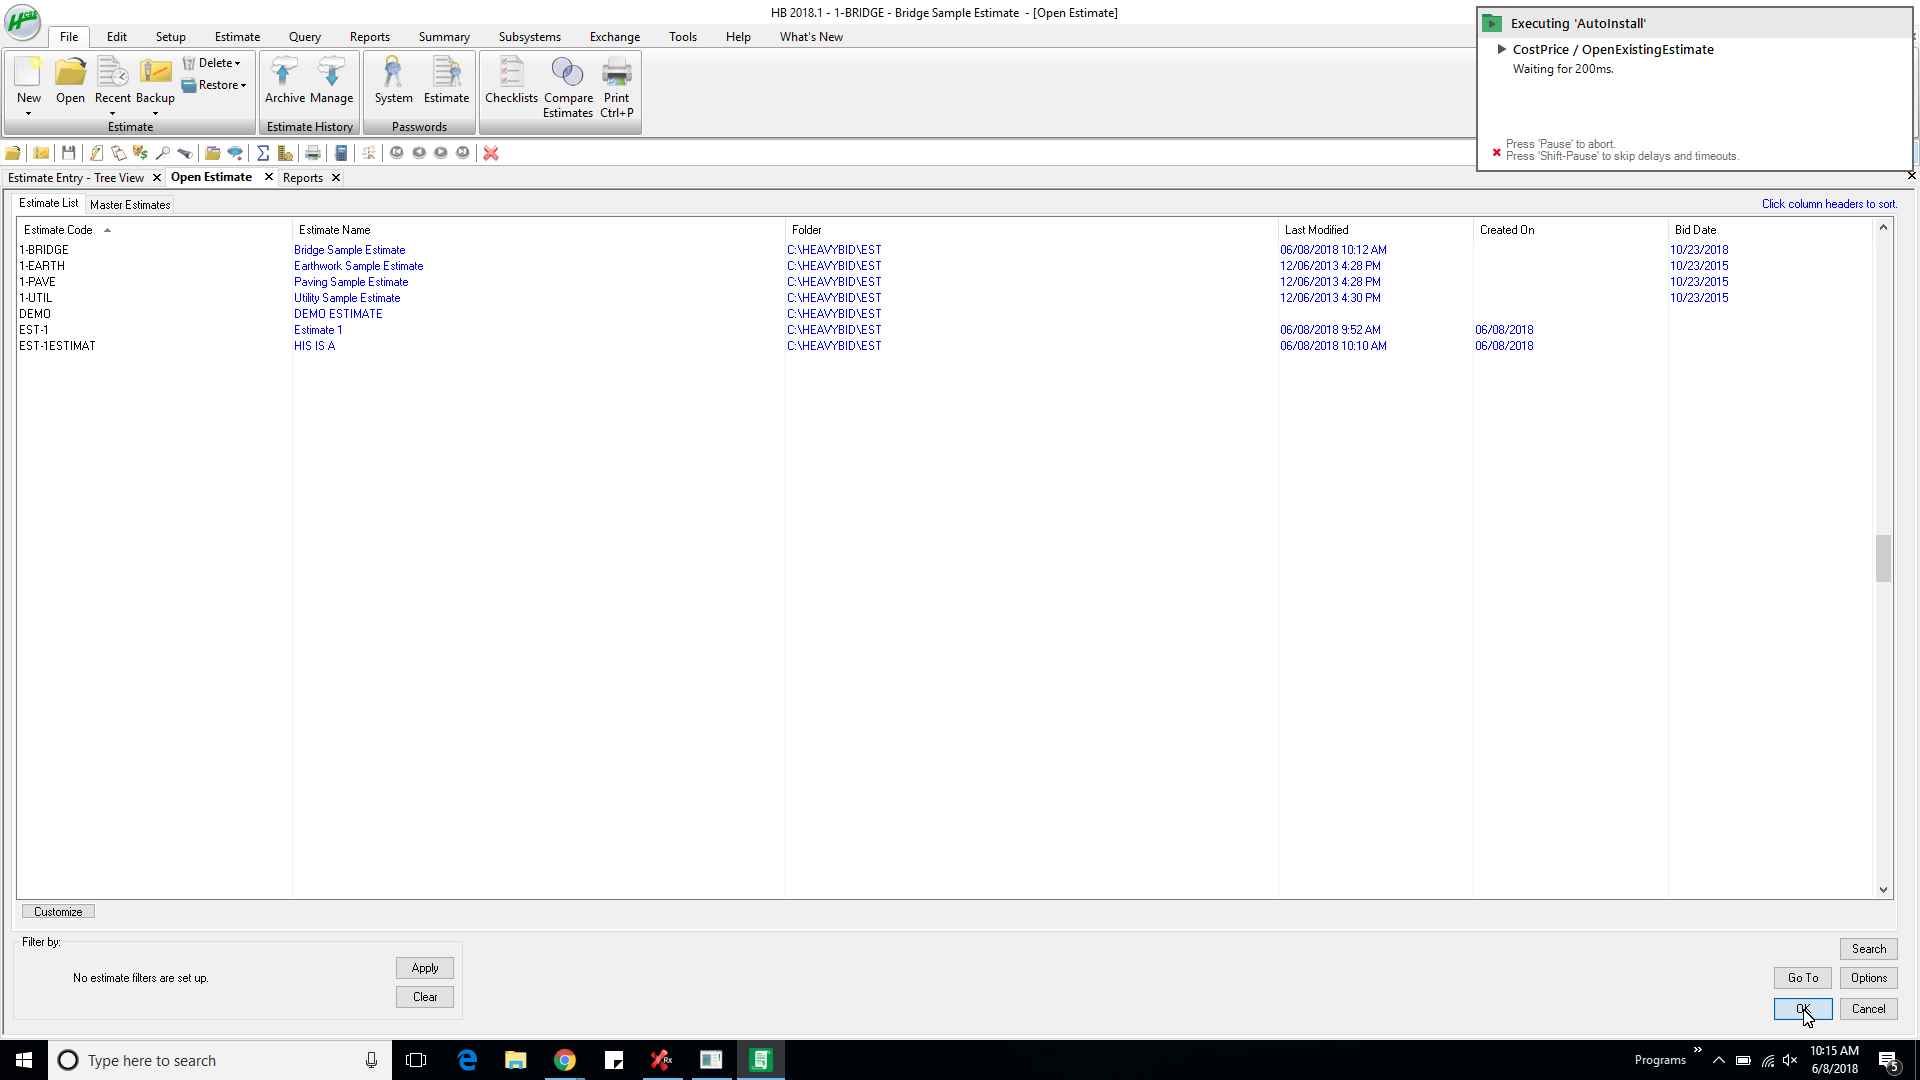 HCSS
HB 2018.1 - 1-BRIDGE - Bridge Sample Estimate - [Open Estimate]
File Edit Setup Estimate Query Reports Summary Subsystems Exchange Tools Help What's New
New Open Recent Backup Delete Restore
Estimate
Archive Manage
Estimate History
System Estimate
Passwords
Checklists Compare Estimates Print Ctrl+P
Executing 'AutoInstall'
CostPrice / OpenExistingEstimate
Waiting for 200ms.
Press 'Pause' to abort.
Press 'Shift-Pause' to skip delays and timeouts.
Estimate Entry - Tree View Open Estimate Reports
Estimate List Master Estimates Click column headers to sort.
Estimate Code Estimate Name Folder Last Modified Created On Bid Date
1-BRIDGE Bridge Sample Estimate C:\HEAVYBID\EST 06/08/2018 10:12 AM 10/23/2018
1-EARTH Earthwork Sample Estimate C:\HEAVYBID\EST 12/06/2013 4:28 PM 10/23/2015
1-PAVE Paving Sample Estimate C:\HEAVYBID\EST 12/06/2013 4:28 PM 10/23/2015
1-UTIL Utility Sample Estimate C:\HEAVYBID\EST 12/06/2013 4:30 PM 10/23/2015
DEMO DEMO ESTIMATE C:\HEAVYBID\EST
EST-1 Estimate 1 C:\HEAVYBID\EST 06/08/2018 9:52 AM 06/08/2018
EST-1ESTIMAT HIS IS A C:\HEAVYBID\EST 06/08/2018 10:10 AM 06/08/2018
Customize
Filter by:
No estimate filters are set up.
Apply
Clear
Search
Go To Options
OK Cancel
Type here to search
Programs
10:15 AM
6/8/2018
5